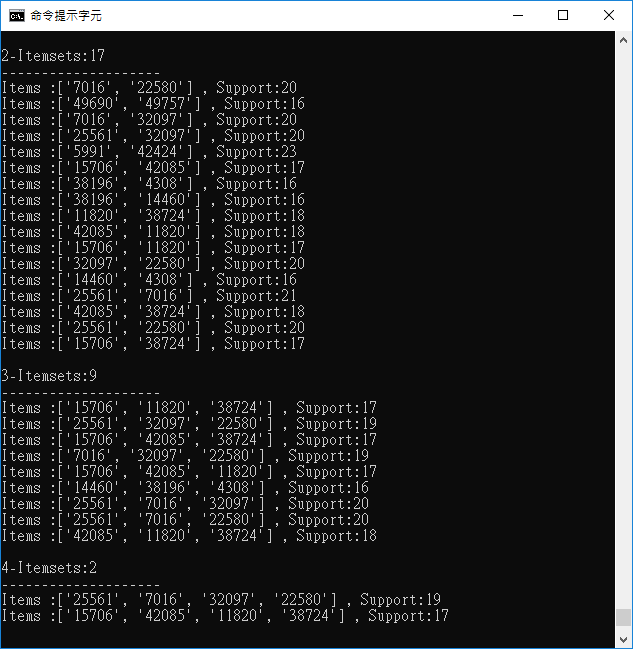 命令提示字元
2-Itemsets:17
--------------------
Items :['7016', '22580'] , Support:20
Items :['49690', '49757'] , Support:16
Items :['7016', '32097'] , Support:20
Items :['25561', '32097'] , Support:20
Items :['5991', '42424'] , Support:23
Items :['15706', '42085'] , Support:17
Items :['38196', '4308'] , Support:16
Items :['38196', '14460'] , Support:16
Items :['11820', '38724'] , Support:18
Items :['42085', '11820'] , Support:18
Items :['15706', '11820'] , Support:17
Items :['32097', '22580'] , Support:20
Items :['14460', '4308'] , Support:16
Items :['25561', '7016'] , Support:21
Items :['42085', '38724'] , Support:18
Items :['25561', '22580'] , Support:20
Items :['15706', '38724'] , Support:17
3-Itemsets:9
--------------------
Items :['15706', '11820', '38724'] , Support:17
Items :['25561', '32097', '22580'] , Support:19
Items :['15706', '42085', '38724'] , Support:17
Items :['7016', '32097', '22580'] , Support:19
Items :['15706', '42085', '11820'] , Support:17
Items :['14460', '38196', '4308'] , Support:16
Items :['25561', '7016', '32097'] , Support:20
Items :['25561', '7016', '22580'] , Support:20
Items :['42085', '11820', '38724'] , Support:18
4-Itemsets:2
--------------------
Items :['25561', '7016', '32097', '22580'] , Support:19
Items :['15706', '42085', '11820', '38724'] , Support:17